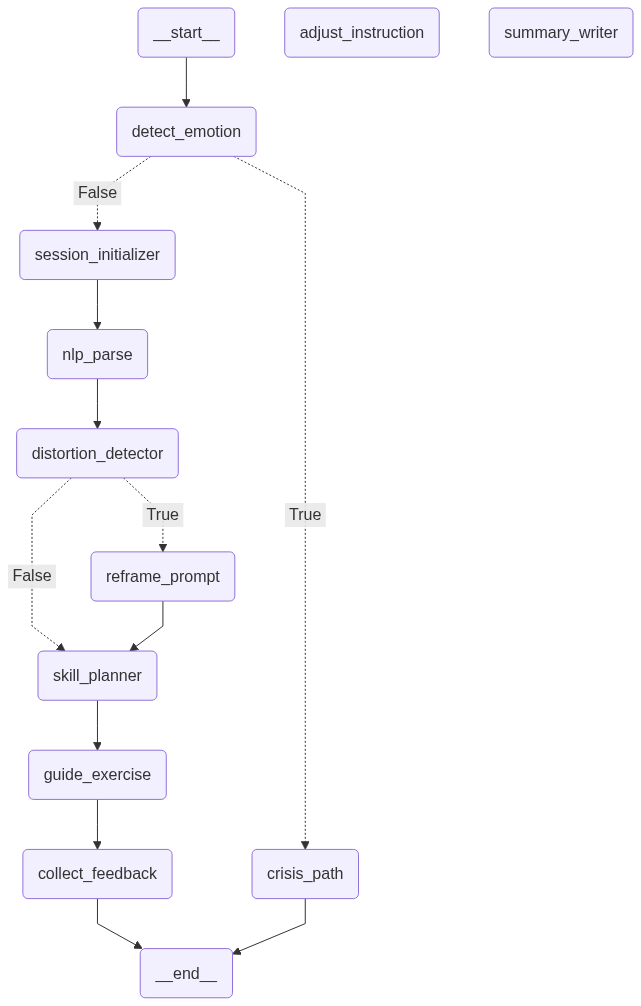 __start__
adjust_instruction
summary_writer
detect_emotion
False
session_initializer
nlp_parse
distortion_detector
True
True
False
reframe_prompt
skill_planner
guide_exercise
collect_feedback
crisis_path
__end__